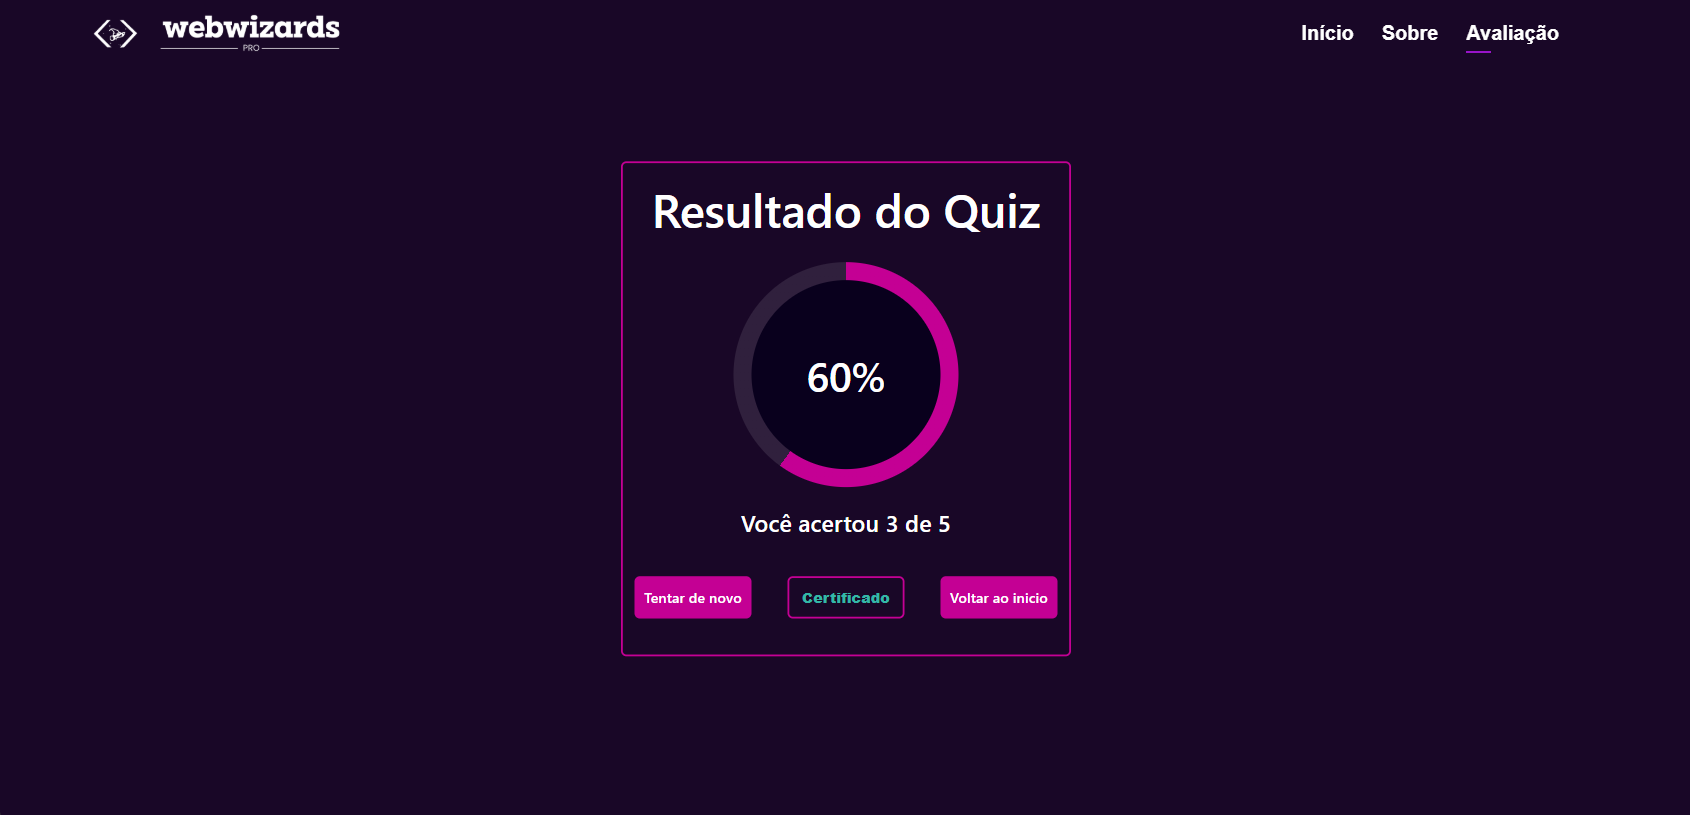 webwizards
PRO
Início Sobre Avaliação
Resultado do Quiz
60%
Você acertou 3 de 5
Tentar de novo
Certificado
Voltar ao inicio